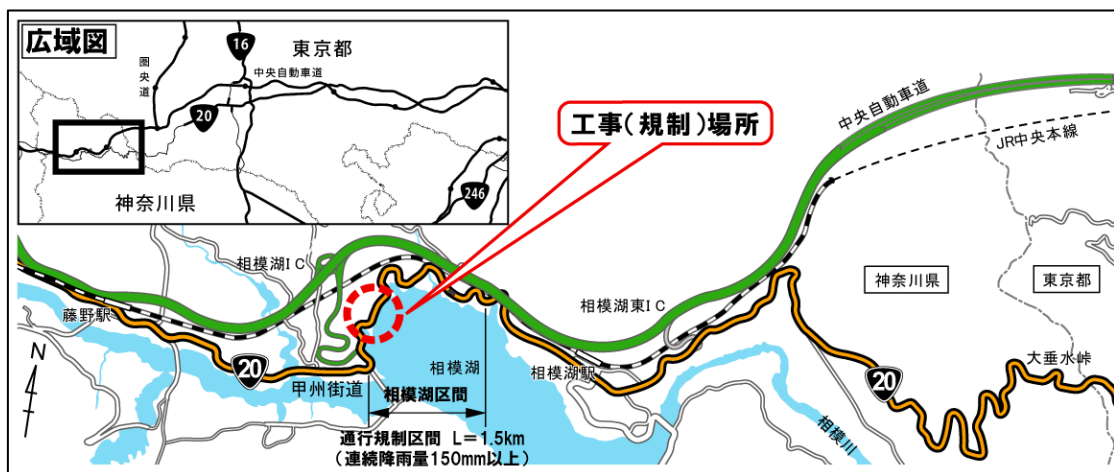 広域図
16
東京都
圏央道
中央自動車道
20
神奈川県
246
工事(規制)場所
中央自動車道
JR中央本線
相模湖IC
相模湖東IC
神奈川県
東京都
藤野駅
N
20
甲州街道
相模湖
相模湖駅
大垂水峠
20
相模湖区間
相模川
通行規制区間 L=1.5km
(連続降雨量150mm以上)